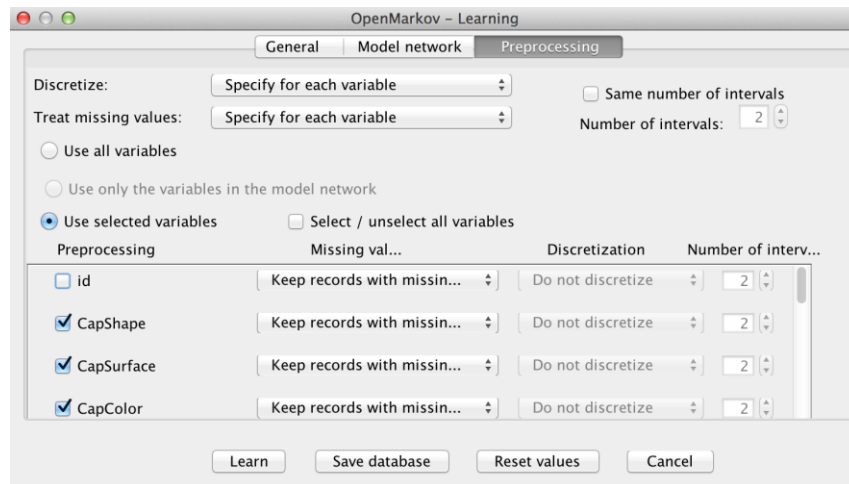 OpenMarkov – Learning
General Model network Preprocessing
Discretize: Specify for each variable Same number of intervals
Treat missing values: Specify for each variable Number of intervals: 2
Use all variables
Use only the variables in the model network
Use selected variables Select / unselect all variables
Preprocessing Missing val... Discretization Number of interv...
id Keep records with missin... Do not discretize 2
CapShape Keep records with missin... Do not discretize 2
CapSurface Keep records with missin... Do not discretize 2
CapColor Keep records with missin... Do not discretize 2
Learn Save database Reset values Cancel